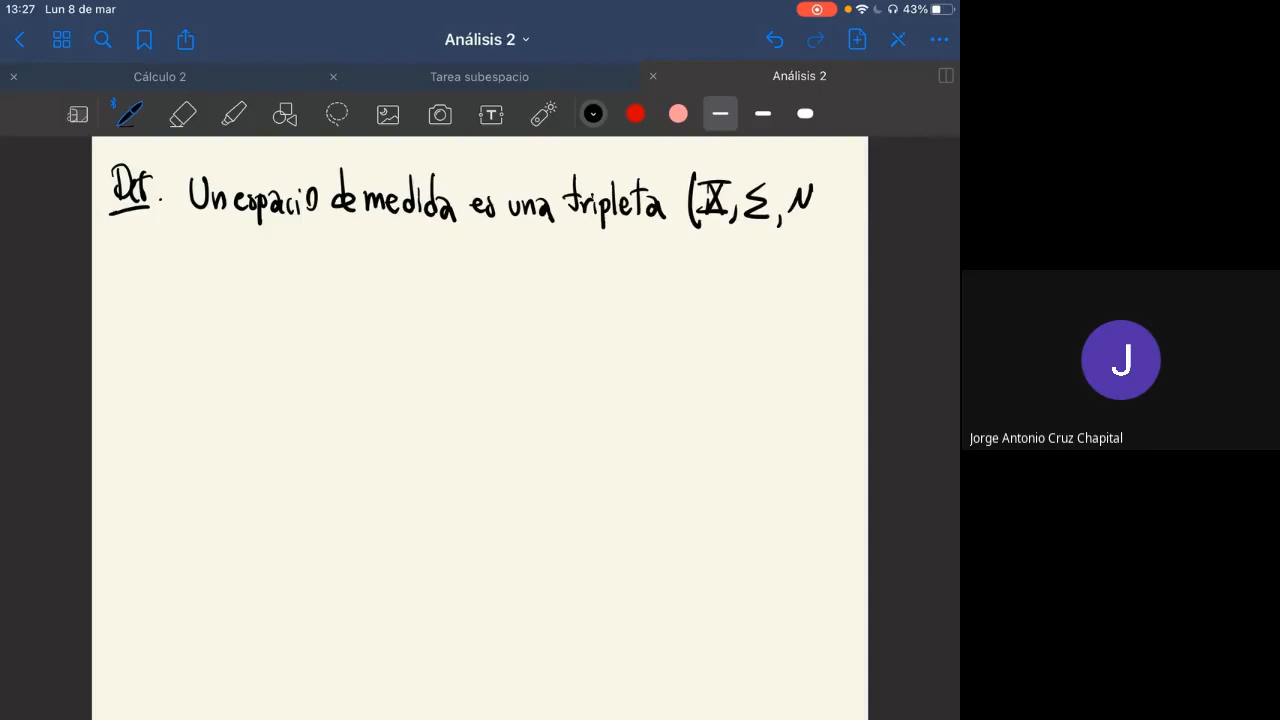 13:27 Lun 8 de mar 43%
Análisis 2
Cálculo 2 Tarea subespacio Análisis 2
Def. Un espacio de medida es una tripleta (X, Σ, N
J
Jorge Antonio Cruz Chapital